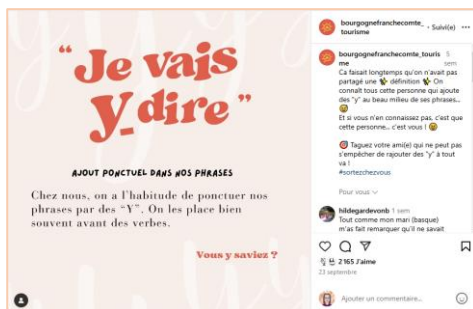 “Je vais
y dire”
AJOUT PONCTUEL DANS NOS PHRASES
Chez nous, on a l'habitude de ponctuer nos
phrases par des “Y”. On les place bien
souvent avant des verbes.
Vous y saviez ?
bourgognefranchecomte_ • Suivi(e) •••
tourisme
bourgognefranchecomte_touris 5
me sem
Ca faisait longtemps qu'on n'avait pas
partagé une ✨ définition ✨ On
connaît tous cette personne qui ajoute
des "y" au beau milieu de ses phrases...
Et si vous n'en connaissez pas, c'est que
cette personne... c'est vous !
🎯 Taguez votre ami(e) qui ne peut pas
s'empêcher de rajouter des "y" à tout
va !
#sortezchezvous
Pour vous
hildegardevonb 1 sem
Tout comme mon mari (basque)
m'as fait remarquer qu'il ne savait
2 165 J'aime
23 septembre
Ajouter un commentaire...